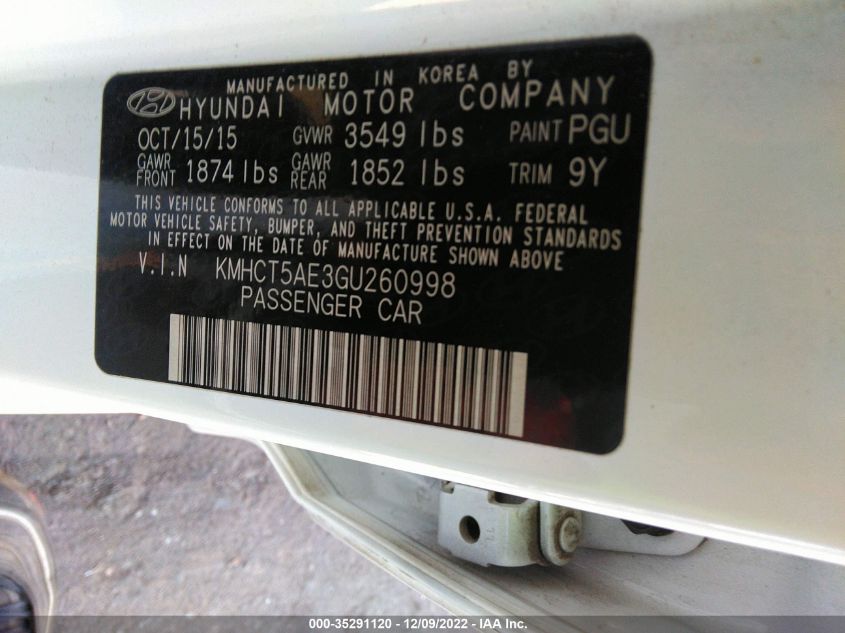 MANUFACTURED IN KOREA BY
HYUNDAI MOTOR COMPANY
OCT/15/15 GVWR 3549 lbs PAINT PGU
GAWR FRONT 1874 lbs GAWR REAR 1852 lbs TRIM 9Y
THIS VEHICLE CONFORMS TO ALL APPLICABLE U.S.A. FEDERAL
MOTOR VEHICLE SAFETY, BUMPER, AND THEFT PREVENTION STANDARDS
IN EFFECT ON THE DATE OF MANUFACTURE SHOWN ABOVE
V.I.N KMHCT5AE3GU260998
PASSENGER CAR
000-35291120 - 12/09/2022 - IAA Inc.